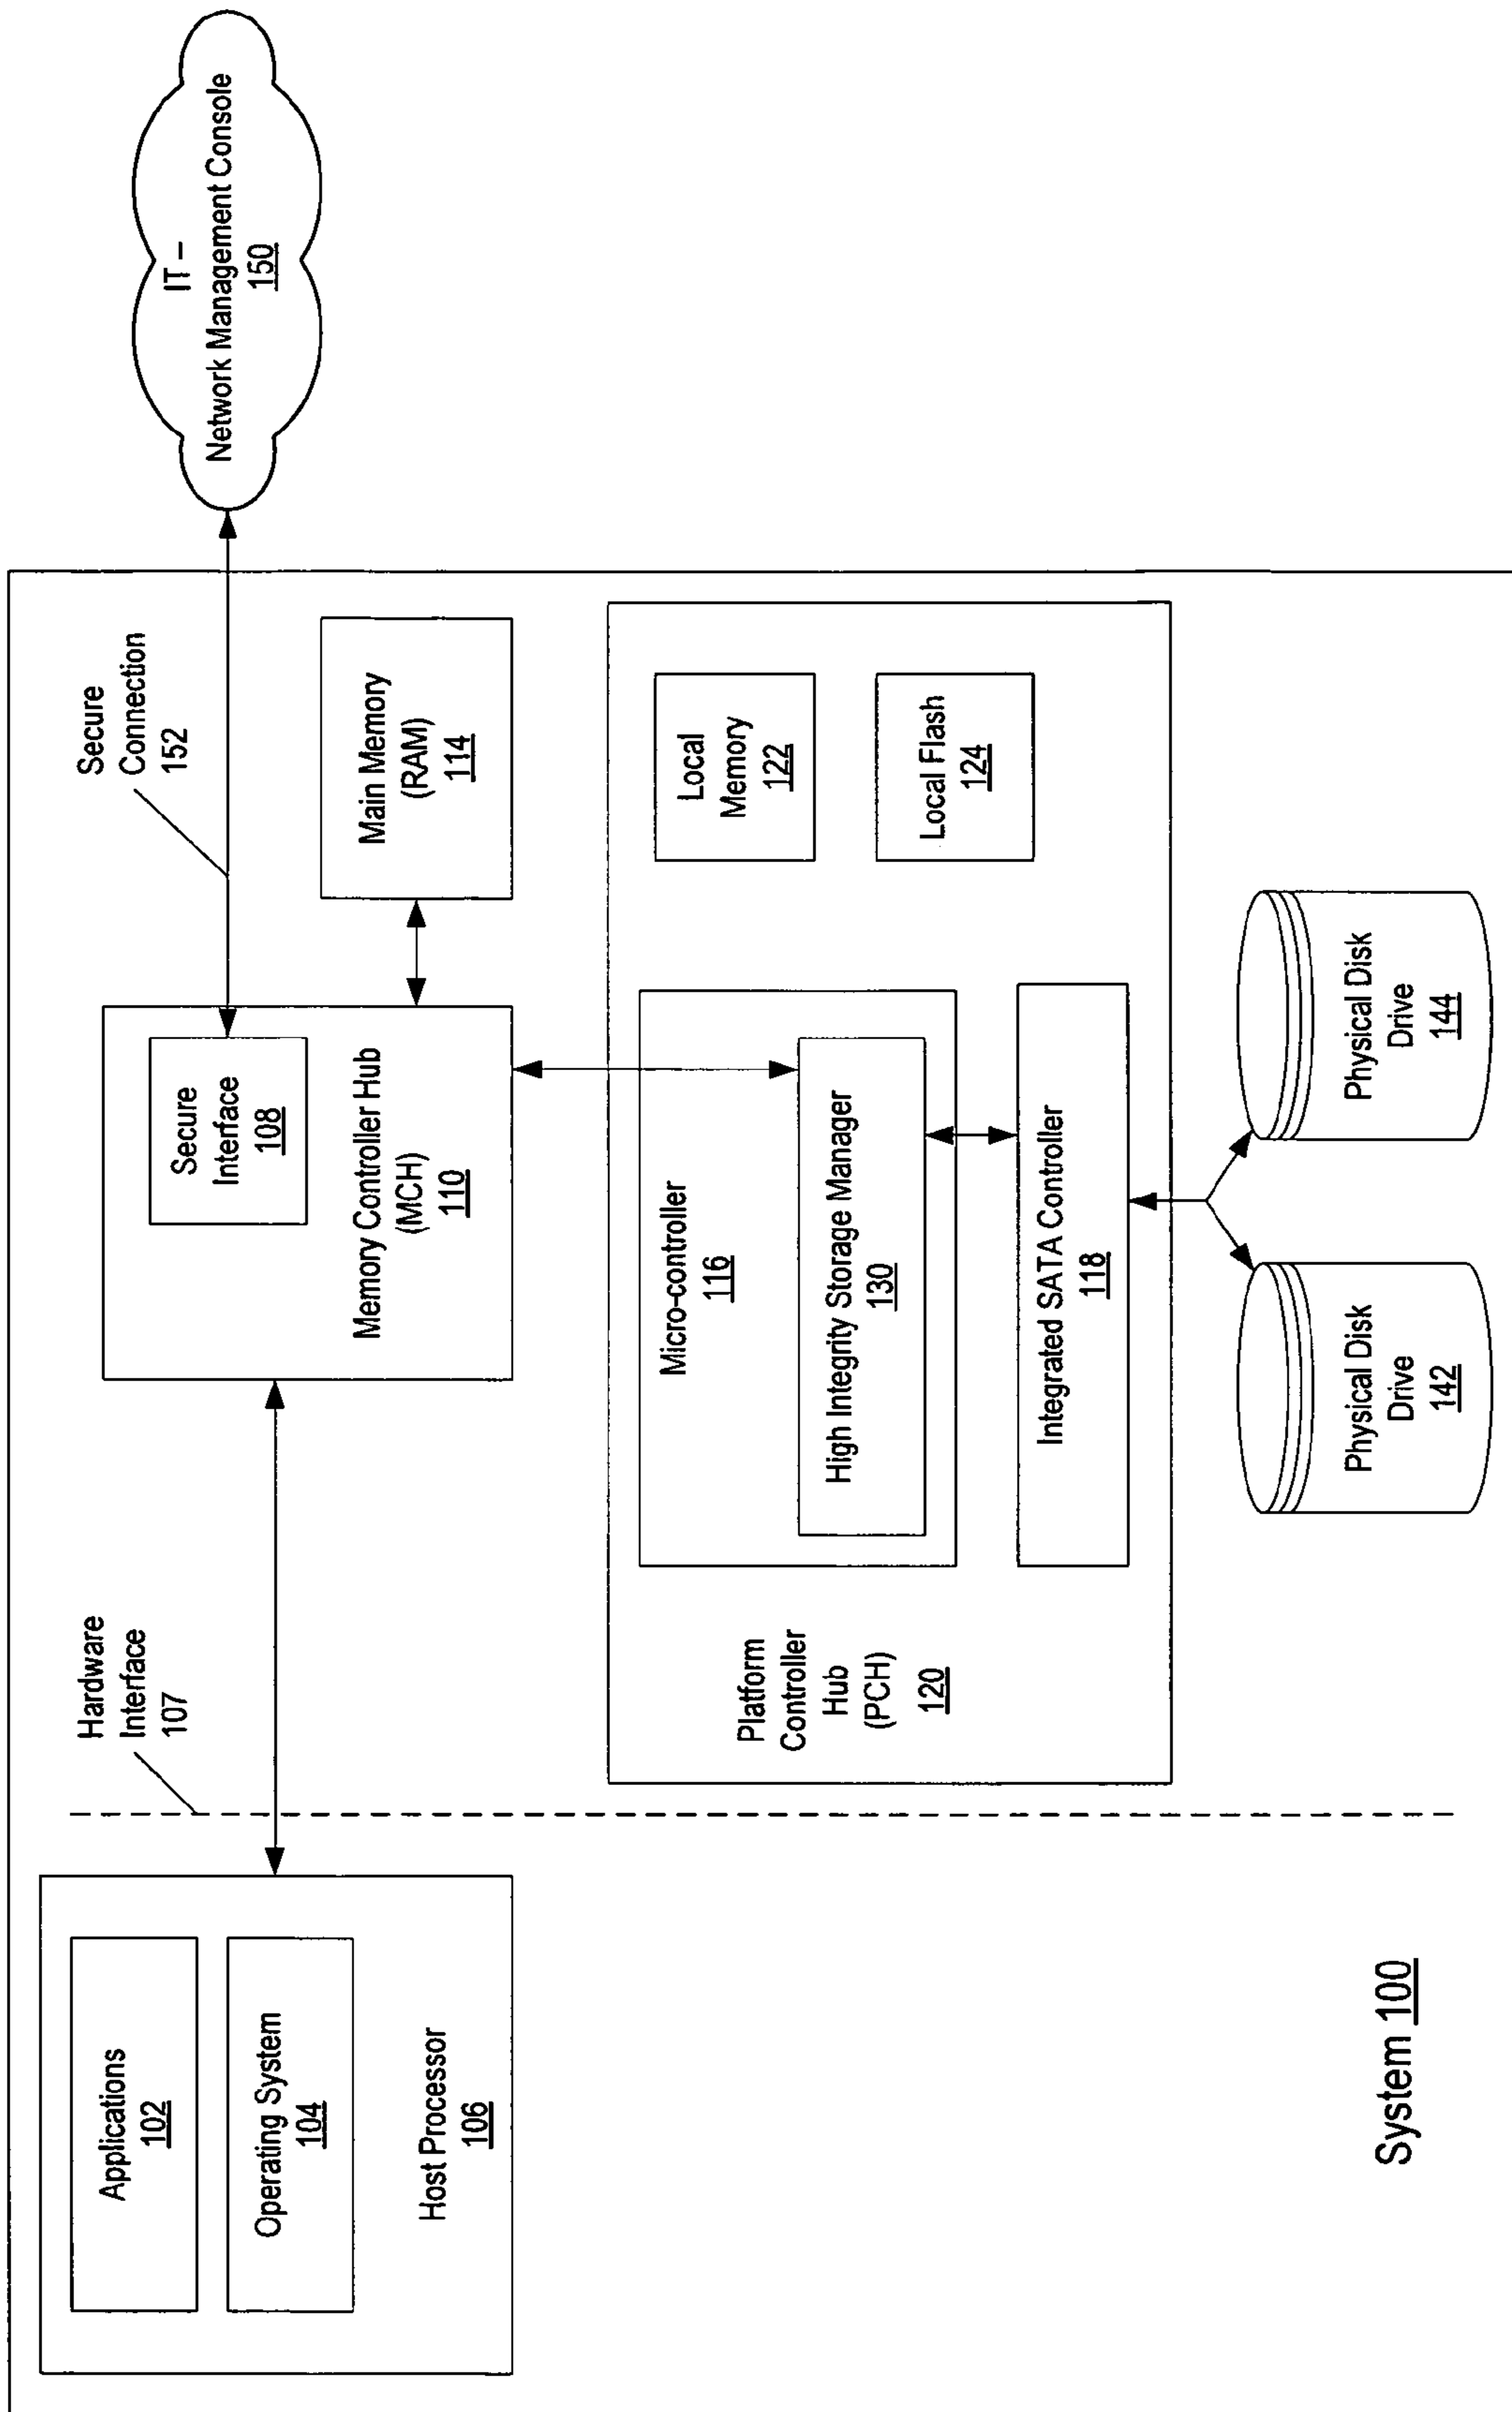 Applications
102
Operating System
104
Host Processor
106
Hardware
Interface
107
Secure
Interface
108
Memory Controller Hub
(MCH)
110
Secure
Connection
152
IT –
Network Management Console
150
Main Memory
(RAM)
114
Platform
Controller
Hub
(PCH)
120
Micro-controller
116
High Integrity Storage Manager
130
Integrated SATA Controller
118
Local
Memory
122
Local Flash
124
Physical Disk
Drive
142
Physical Disk
Drive
144
System 100